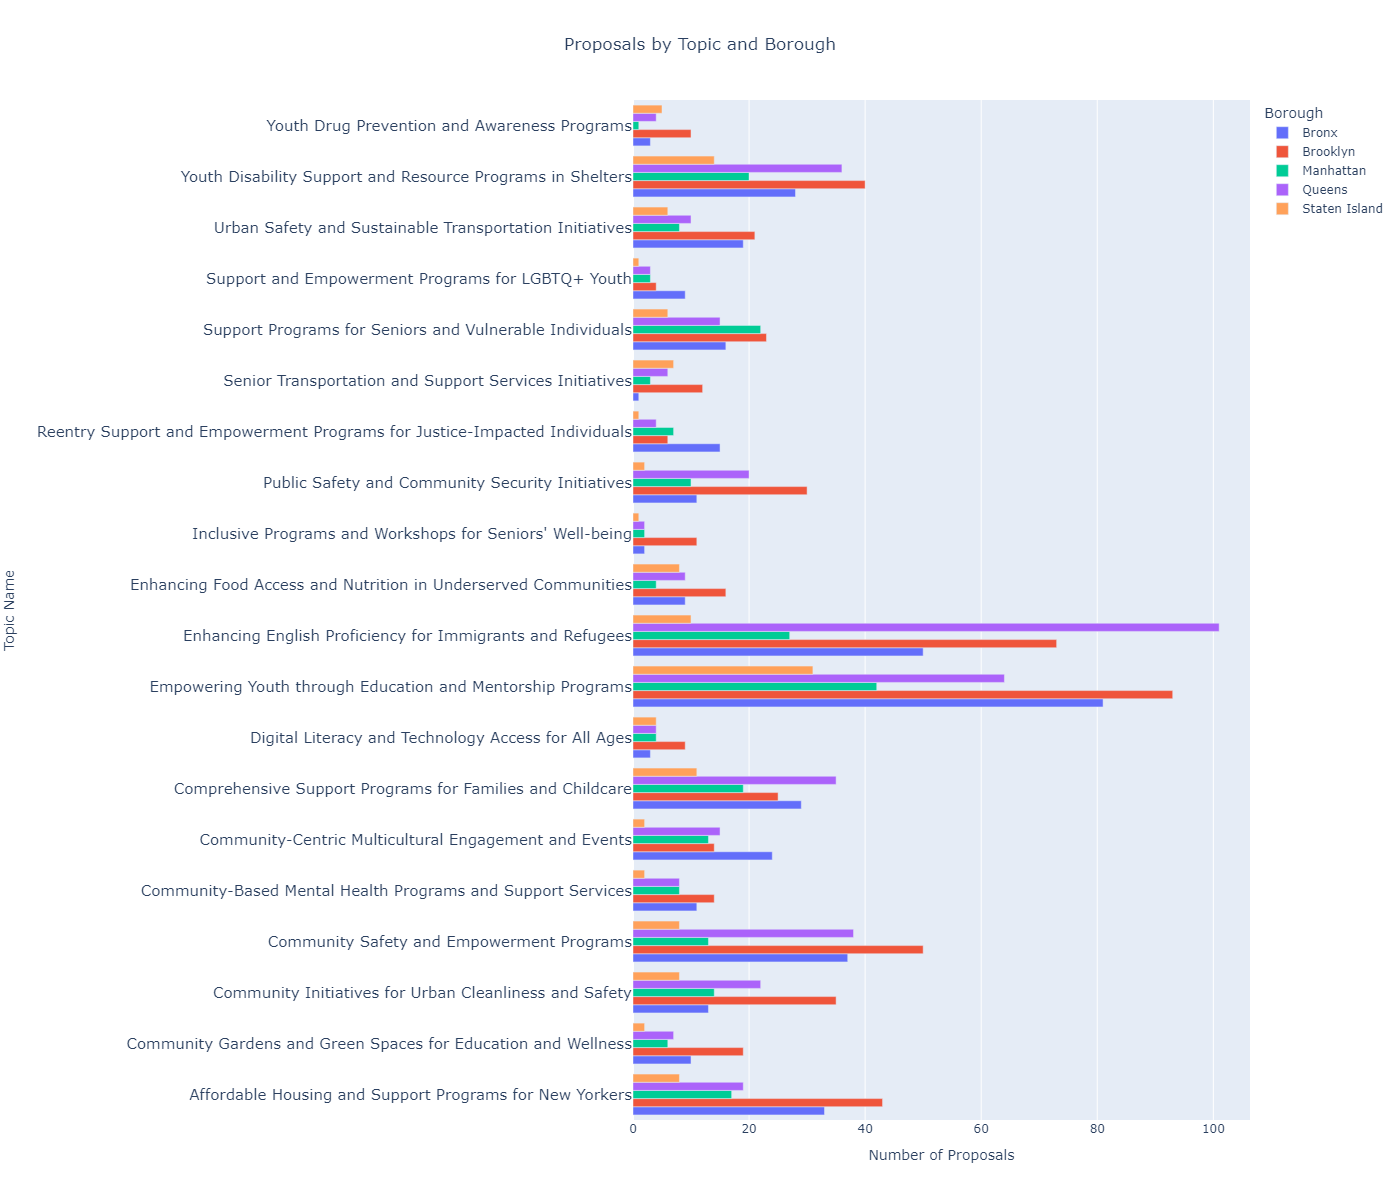 Proposals by Topic and Borough
Borough
Bronx
Brooklyn
Manhattan
Queens
Staten Island
Topic Name
Youth Drug Prevention and Awareness Programs
Youth Disability Support and Resource Programs in Shelters
Urban Safety and Sustainable Transportation Initiatives
Support and Empowerment Programs for LGBTQ+ Youth
Support Programs for Seniors and Vulnerable Individuals
Senior Transportation and Support Services Initiatives
Reentry Support and Empowerment Programs for Justice-Impacted Individuals
Public Safety and Community Security Initiatives
Inclusive Programs and Workshops for Seniors' Well-being
Enhancing Food Access and Nutrition in Underserved Communities
Enhancing English Proficiency for Immigrants and Refugees
Empowering Youth through Education and Mentorship Programs
Digital Literacy and Technology Access for All Ages
Comprehensive Support Programs for Families and Childcare
Community-Centric Multicultural Engagement and Events
Community-Based Mental Health Programs and Support Services
Community Safety and Empowerment Programs
Community Initiatives for Urban Cleanliness and Safety
Community Gardens and Green Spaces for Education and Wellness
Affordable Housing and Support Programs for New Yorkers
0 20 40 60 80 100
Number of Proposals